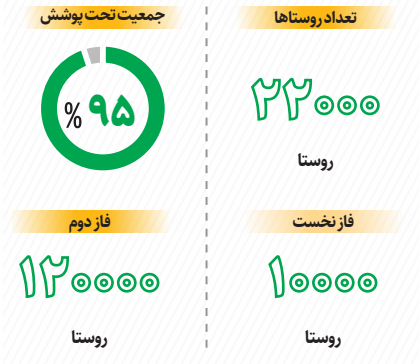 تعداد روستاها
۲۲۰۰۰
روستا
جمعیت تحت پوشش
۹۵ %
فاز نخست
۱۰۰۰۰
روستا
فاز دوم
۱۲۰۰۰۰
روستا